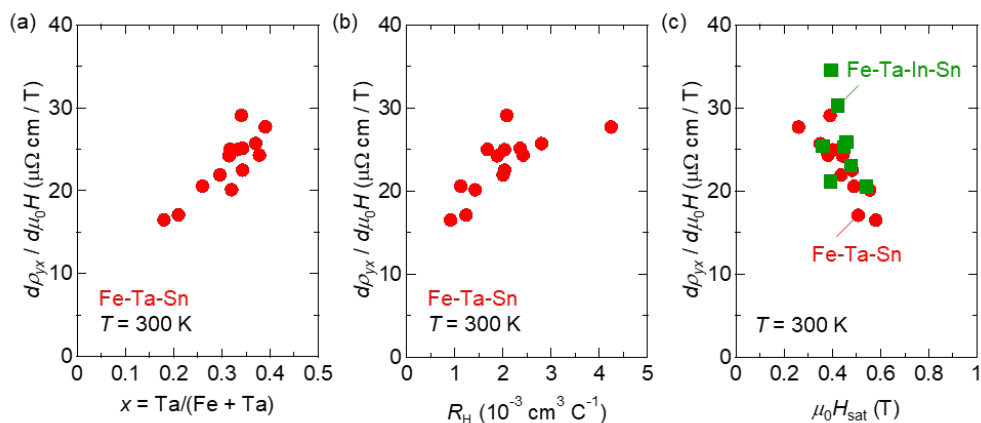 (a)
dρyx / dμ0H (μΩ cm / T)
40
30
20
10
0
Fe-Ta-Sn
T = 300 K
0 0.1 0.2 0.3 0.4 0.5
x = Ta/(Fe + Ta)
(b)
dρyx / dμ0H (μΩ cm / T)
40
30
20
10
0
Fe-Ta-Sn
T = 300 K
0 1 2 3 4 5
RH (10⁻³ cm³ C⁻¹)
(c)
dρyx / dμ0H (μΩ cm / T)
40
30
20
10
0
Fe-Ta-In-Sn
Fe-Ta-Sn
T = 300 K
0 0.2 0.4 0.6 0.8 1
μ0Hsat (T)